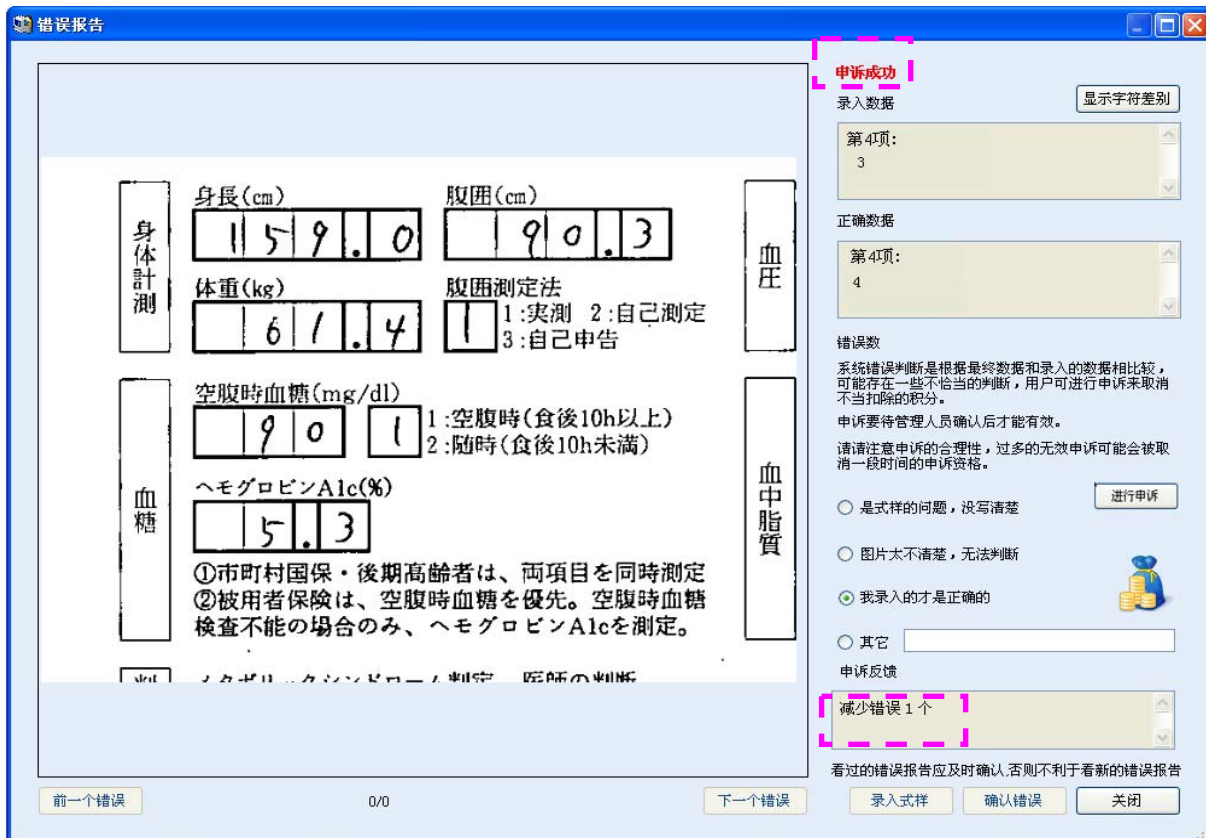 错误报告
身長(cm)
159.0
腹囲(cm)
90.3
身体計測
体重(kg)
61.4
腹囲測定法
1
1:実測 2:自己測定
3:自己申告
血圧
空腹時血糖(mg/dl)
90
1
1:空腹時(食後10h以上)
2:随時(食後10h未満)
血糖
ヘモグロビンA1c(%)
5.3
血中脂質
①市町村国保・後期高齢者は、両項目を同時測定
②被用者保険は、空腹時血糖を優先。空腹時血糖
検査不能の場合のみ、ヘモグロビンA1cを測定。
メタボリックシンドローム判定 医師の判断
前一个错误
0/0
下一个错误
申诉成功
录入数据
显示字符差别
第4项:
3
正确数据
第4项:
4
错误数
系统错误判断是根据最终数据和录入的数据相比较，
可能存在一些不恰当的判断，用户可进行申诉来取消
不当扣除的积分。
申诉要待管理人员确认后才能有效。
请请注意申诉的合理性，过多的无效申诉可能会被取
消一段时间的申诉资格。
进行申诉
是式样的问题，没写清楚
图片太不清楚，无法判断
我录入的才是正确的
其它
申诉反馈
减少错误1个
看过的错误报告应及时确认,否则不利于看新的错误报告
录入式样
确认错误
关闭